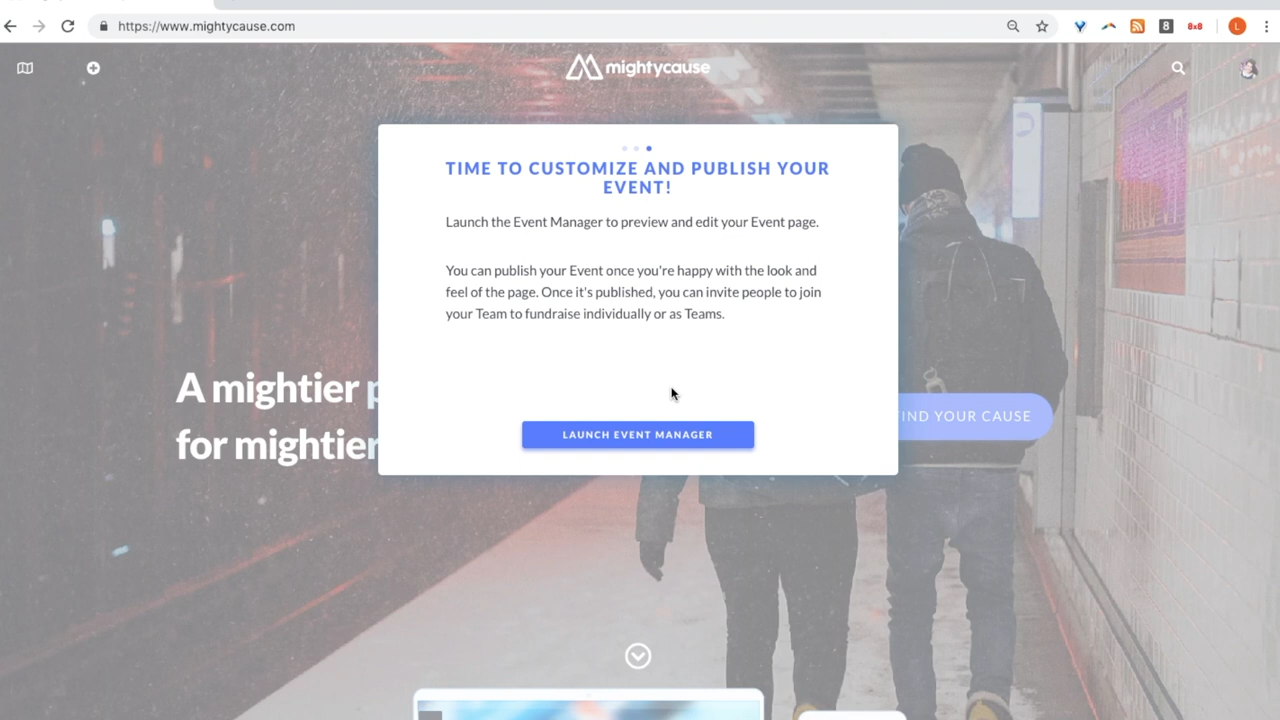 https://www.mightycause.com
8
8x8
L
mightycause
TIME TO CUSTOMIZE AND PUBLISH YOUR
EVENT!
Launch the Event Manager to preview and edit your Event page.
You can publish your Event once you're happy with the look and
feel of the page. Once it's published, you can invite people to join
your Team to fundraise individually or as Teams.
A mightier p
for mightier
FIND YOUR CAUSE
LAUNCH EVENT MANAGER